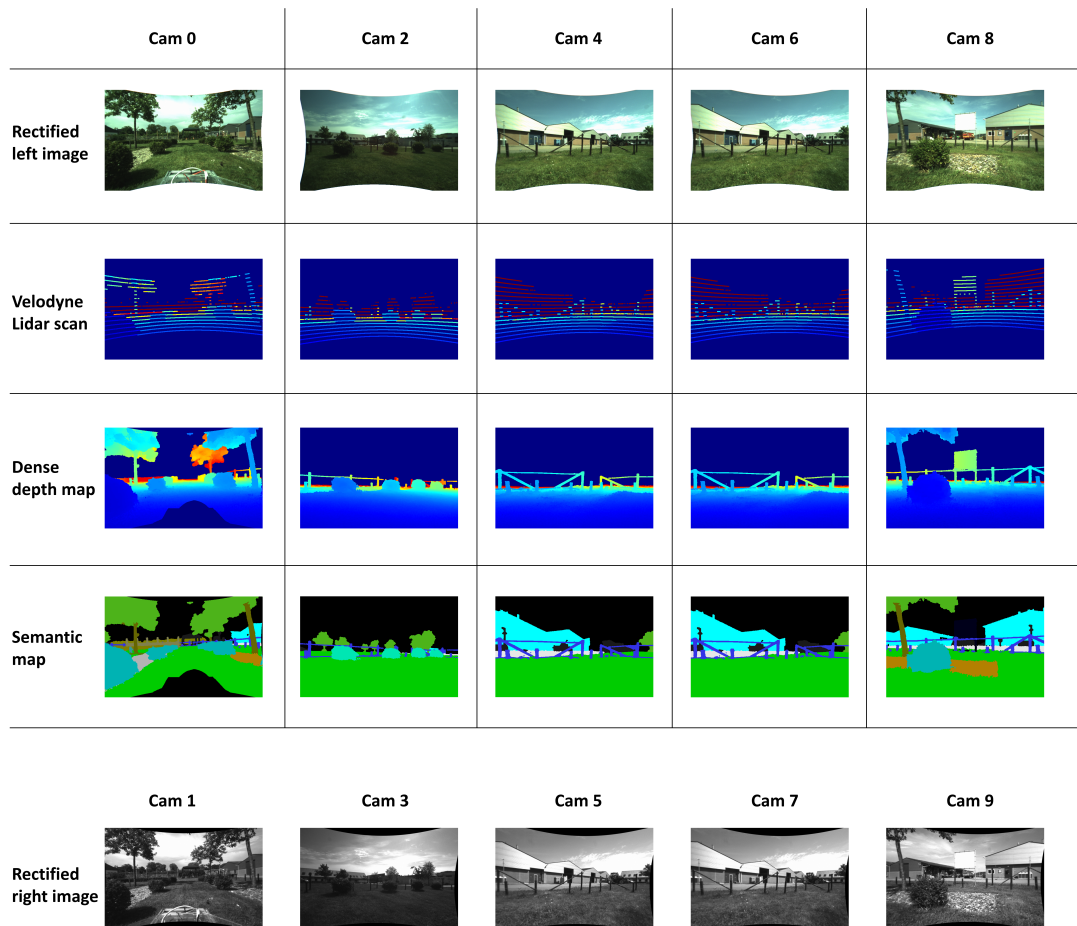 Cam 0 Cam 2 Cam 4 Cam 6 Cam 8
Rectified
left image
Velodyne
Lidar scan
Dense
depth map
Semantic
map
Cam 1 Cam 3 Cam 5 Cam 7 Cam 9
Rectified
right image